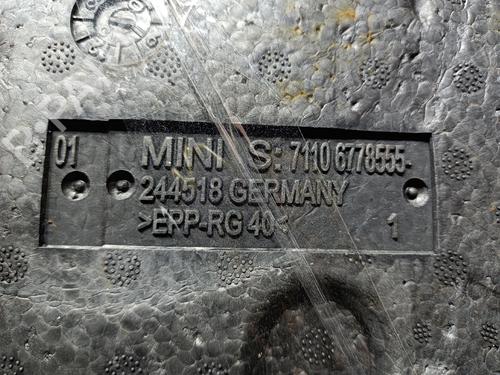 01 MINI S: 7110 6778555-
244518 GERMANY
>EPP-RG 40< 1